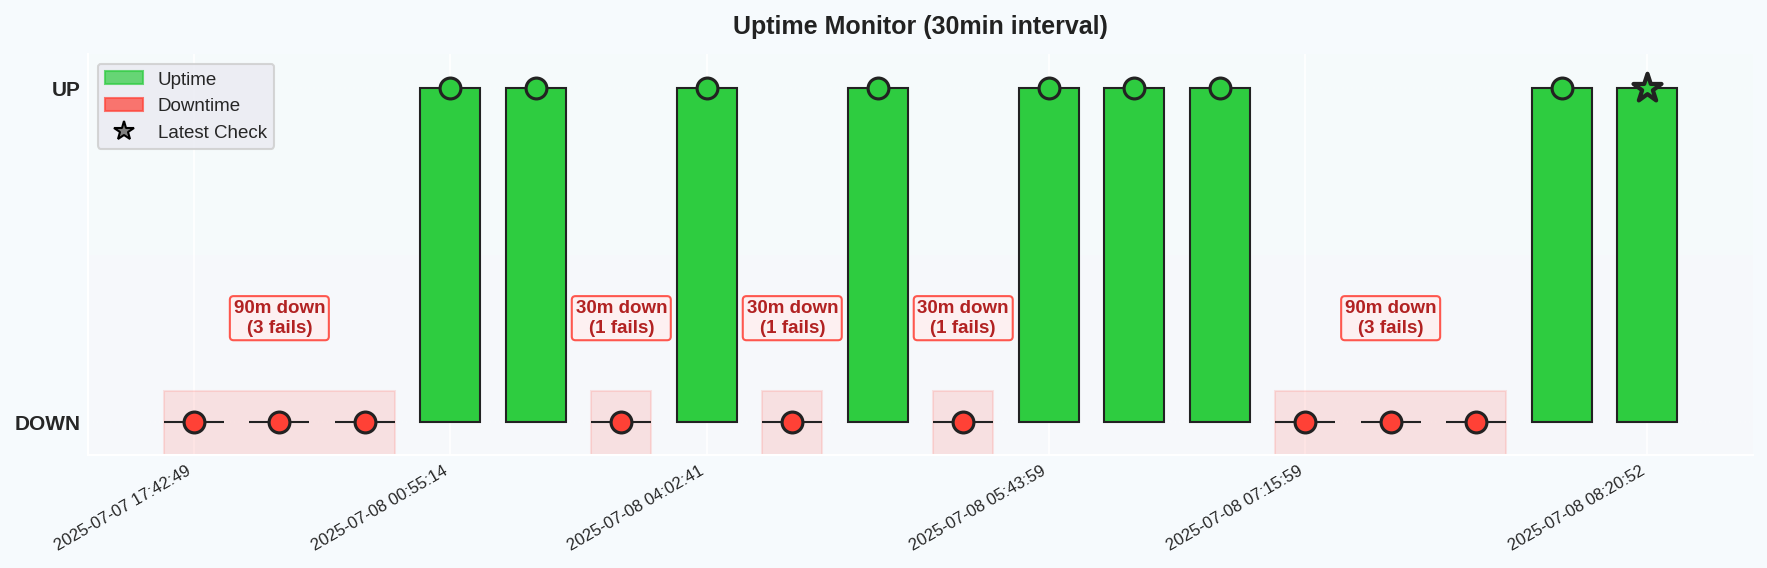 Uptime Monitor (30min interval)
UP
Uptime
Downtime
Latest Check
90m down
(3 fails)
30m down
(1 fails)
30m down
(1 fails)
30m down
(1 fails)
90m down
(3 fails)
DOWN
2025-07-07 17:42:49
2025-07-08 00:55:14
2025-07-08 04:02:41
2025-07-08 05:43:59
2025-07-08 07:15:59
2025-07-08 08:20:52